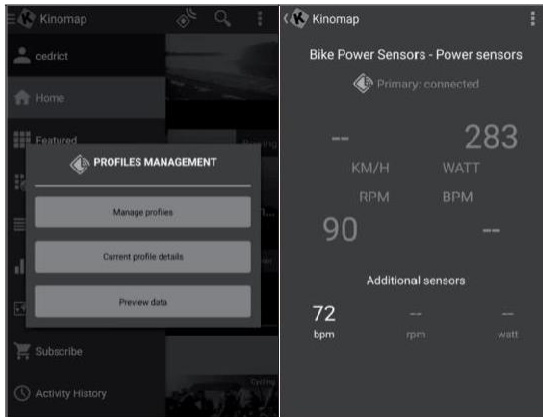 Kinomap
cedrict
Home
Featured
PROFILES MANAGEMENT
Manage profiles
Current profile details
Preview data
Subscribe
Activity History
Cycling
Kinomap
Bike Power Sensors - Power sensors
Primary: connected
-- 283
KM/H WATT
RPM BPM
90 --
Additional sensors
72 -- --
bpm rpm watt